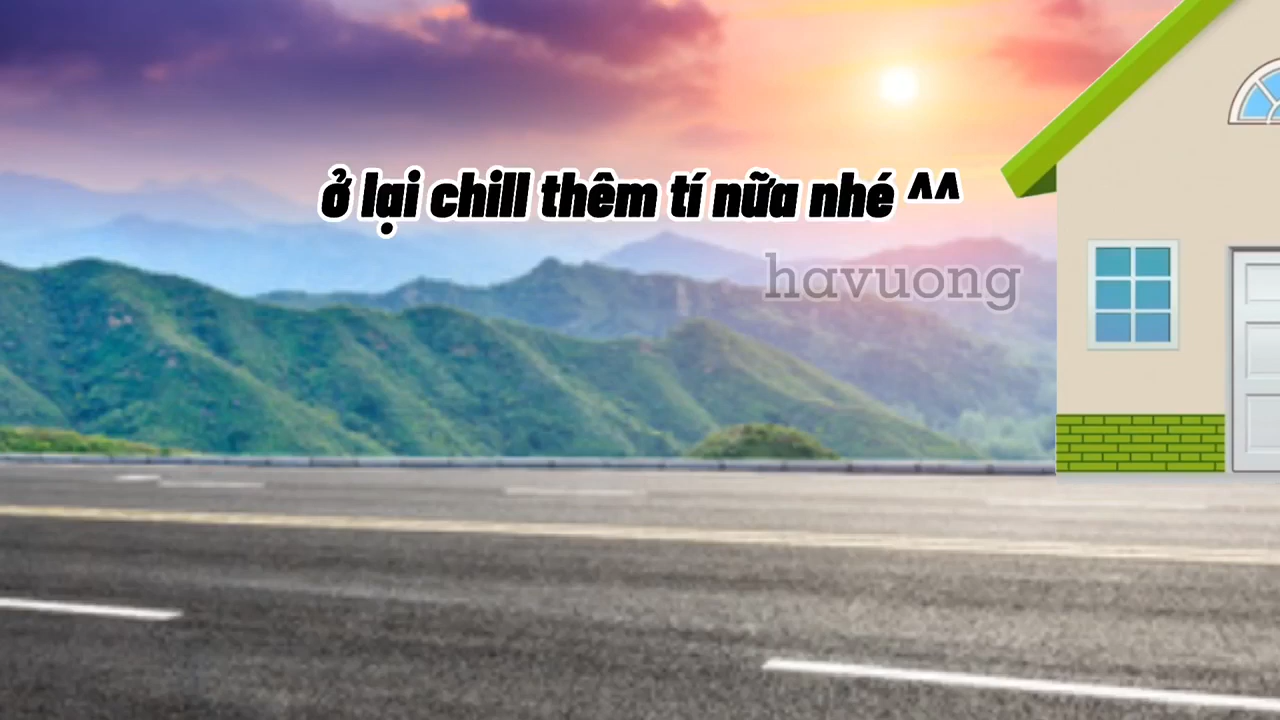 ở lại chill thêm tí nữa nhé ^^
havuong